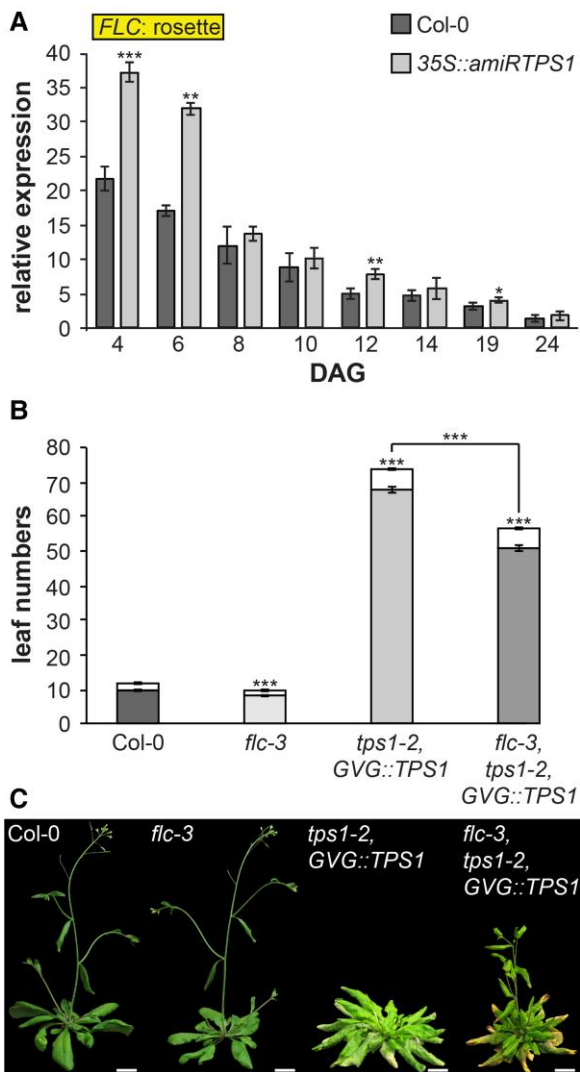 A
FLC: rosette
Col-0
35S::amiRTPS1
relative expression
40
35
30
25
20
15
10
5
0
***
**
**
*
4 6 8 10 12 14 19 24
DAG
B
leaf numbers
80
70
60
50
40
30
20
10
0
***
***
***
***
Col-0
flc-3
tps1-2,
GVG::TPS1
flc-3,
tps1-2,
GVG::TPS1
C
Col-0
flc-3
tps1-2,
GVG::TPS1
flc-3,
tps1-2,
GVG::TPS1